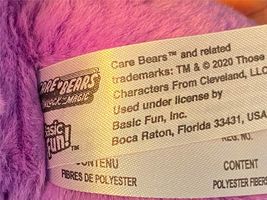 CARE BEARS
UNLOCK the MAGIC
basic fun!™
Care Bears™ and related
trademarks: TM & © 2020 Those
Characters From Cleveland, LLC
Used under license by
Basic Fun, Inc.
Boca Raton, Florida 33431, USA
REG. NO.
CONTENU
FIBRES DE POLYESTER
CONTENT
POLYESTER FIBERS